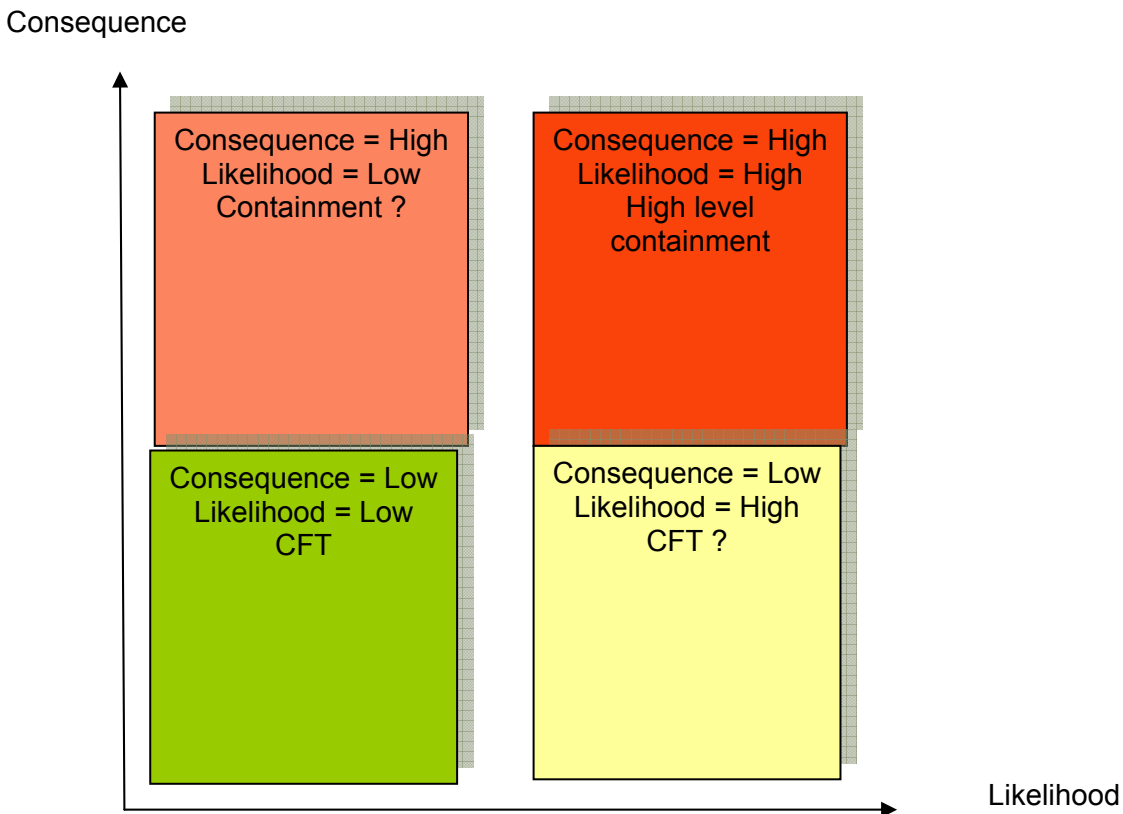 Consequence
Consequence = High
Likelihood = Low
Containment ?
Consequence = High
Likelihood = High
High level
containment
Consequence = Low
Likelihood = Low
CFT
Consequence = Low
Likelihood = High
CFT ?
Likelihood